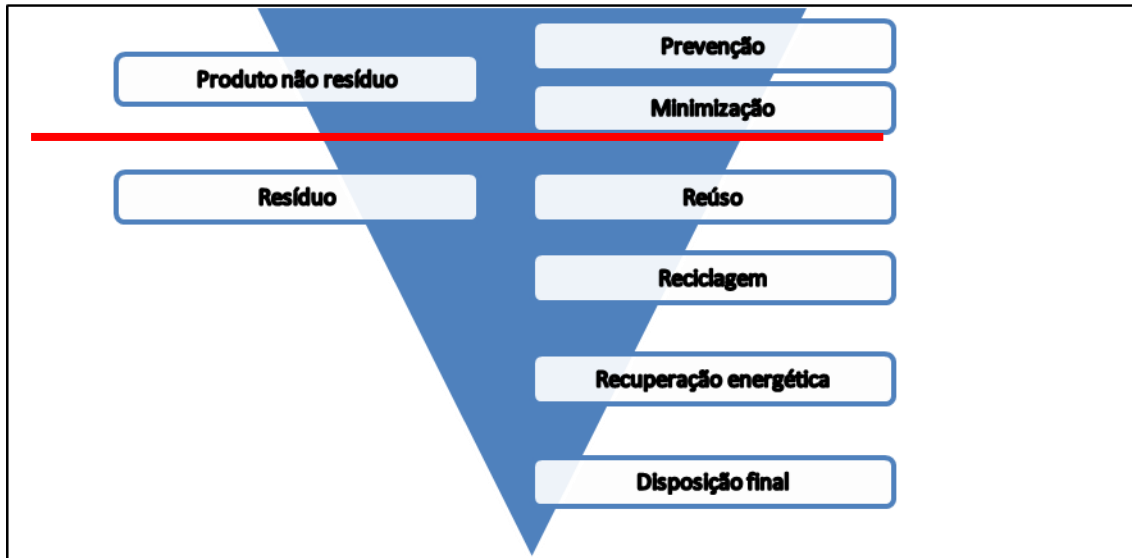 Prevenção
Produto não resíduo
Minimização
Resíduo
Reúso
Reciclagem
Recuperação energética
Disposição final